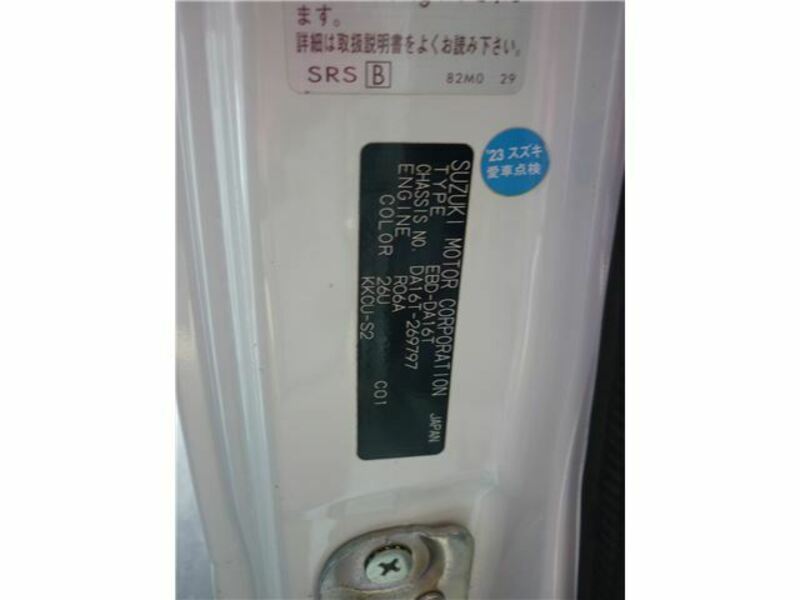 ます。
詳細は取扱説明書をよくお読み下さい。
SRS B 82M0 29
'23 スズキ
愛車点検
SUZUKI MOTOR CORPORATION JAPAN
TYPE EBD-DA16T
CHASSIS NO. DA16T-269797
ENGINE R06A
COLOR 26U
KKCU-S2 C01